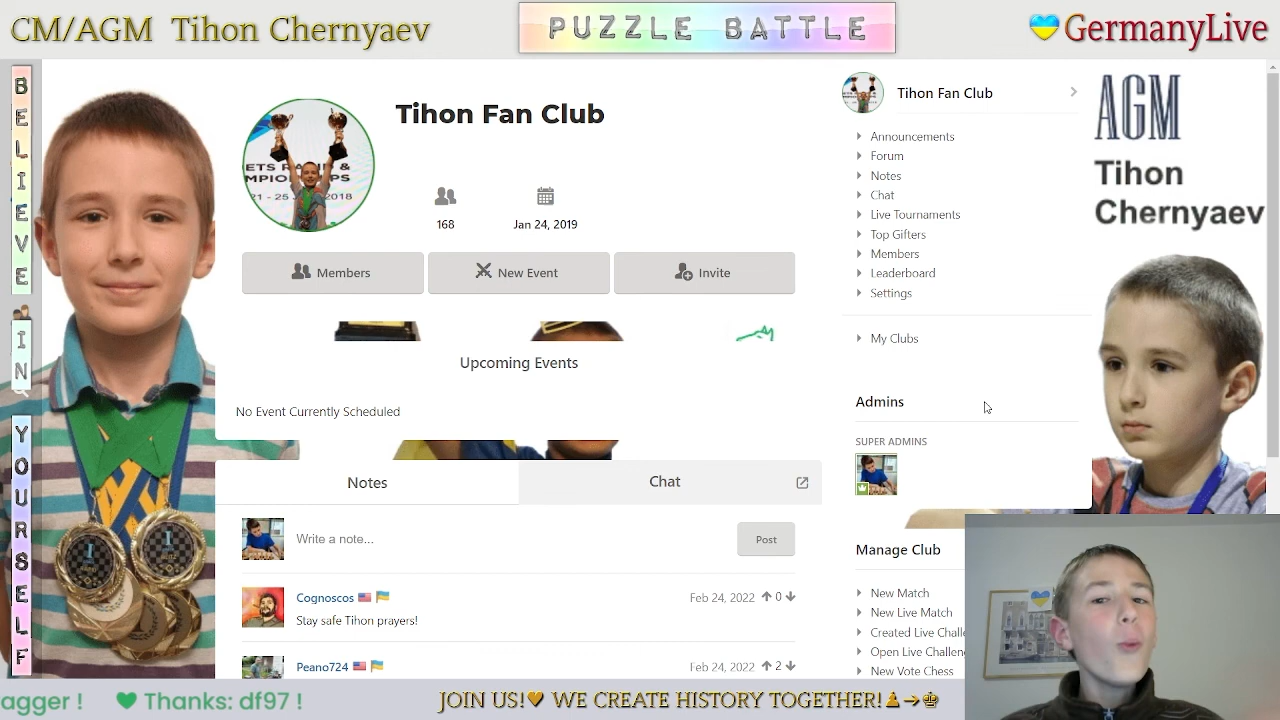 CM/AGM Tihon Chernyaev
PUZZLE BATTLE
GermanyLive
BELIEVE
IN
YOURSELF
Tihon Fan Club
168
Jan 24, 2019
Members
New Event
Invite
Upcoming Events
No Event Currently Scheduled
Notes
Chat
Write a note...
Post
Cognoscos
Feb 24, 2022
0
Stay safe Tihon prayers!
Peano724
Feb 24, 2022
2
Tihon Fan Club
Announcements
Forum
Notes
Chat
Live Tournaments
Top Gifters
Members
Leaderboard
Settings
My Clubs
Admins
SUPER ADMINS
Manage Club
New Match
New Live Match
Created Live Challe
Open Live Challeng
New Vote Chess
AGM
Tihon
Chernyaev
agger ! Thanks: df97 !
JOIN US! WE CREATE HISTORY TOGETHER!